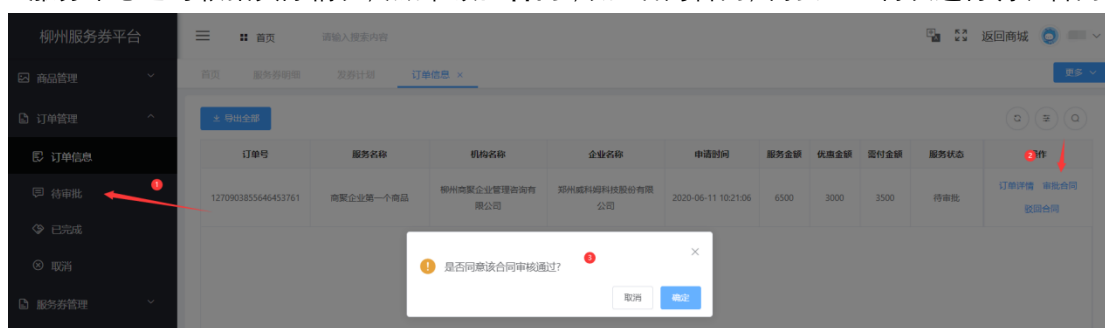 柳州服务券平台
首页
请输入搜索内容
返回商城
商品管理
首页
服务券明细
发券计划
订单信息 ×
更多
订单管理
导出全部
订单信息
订单号
服务名称
机构名称
企业名称
申请时间
服务金额
优惠金额
需付金额
服务状态
2
作
待审批
1
1270903855646453761
商聚企业第一个商品
柳州商聚企业管理咨询有
限公司
郑州威科姆科技股份有限
公司
2020-06-11 10:21:06
6500
3000
3500
待审批
订单详情 审批合同
驳回合同
已完成
取消
是否同意该合同审核通过?
3
取消
确定
服务券管理